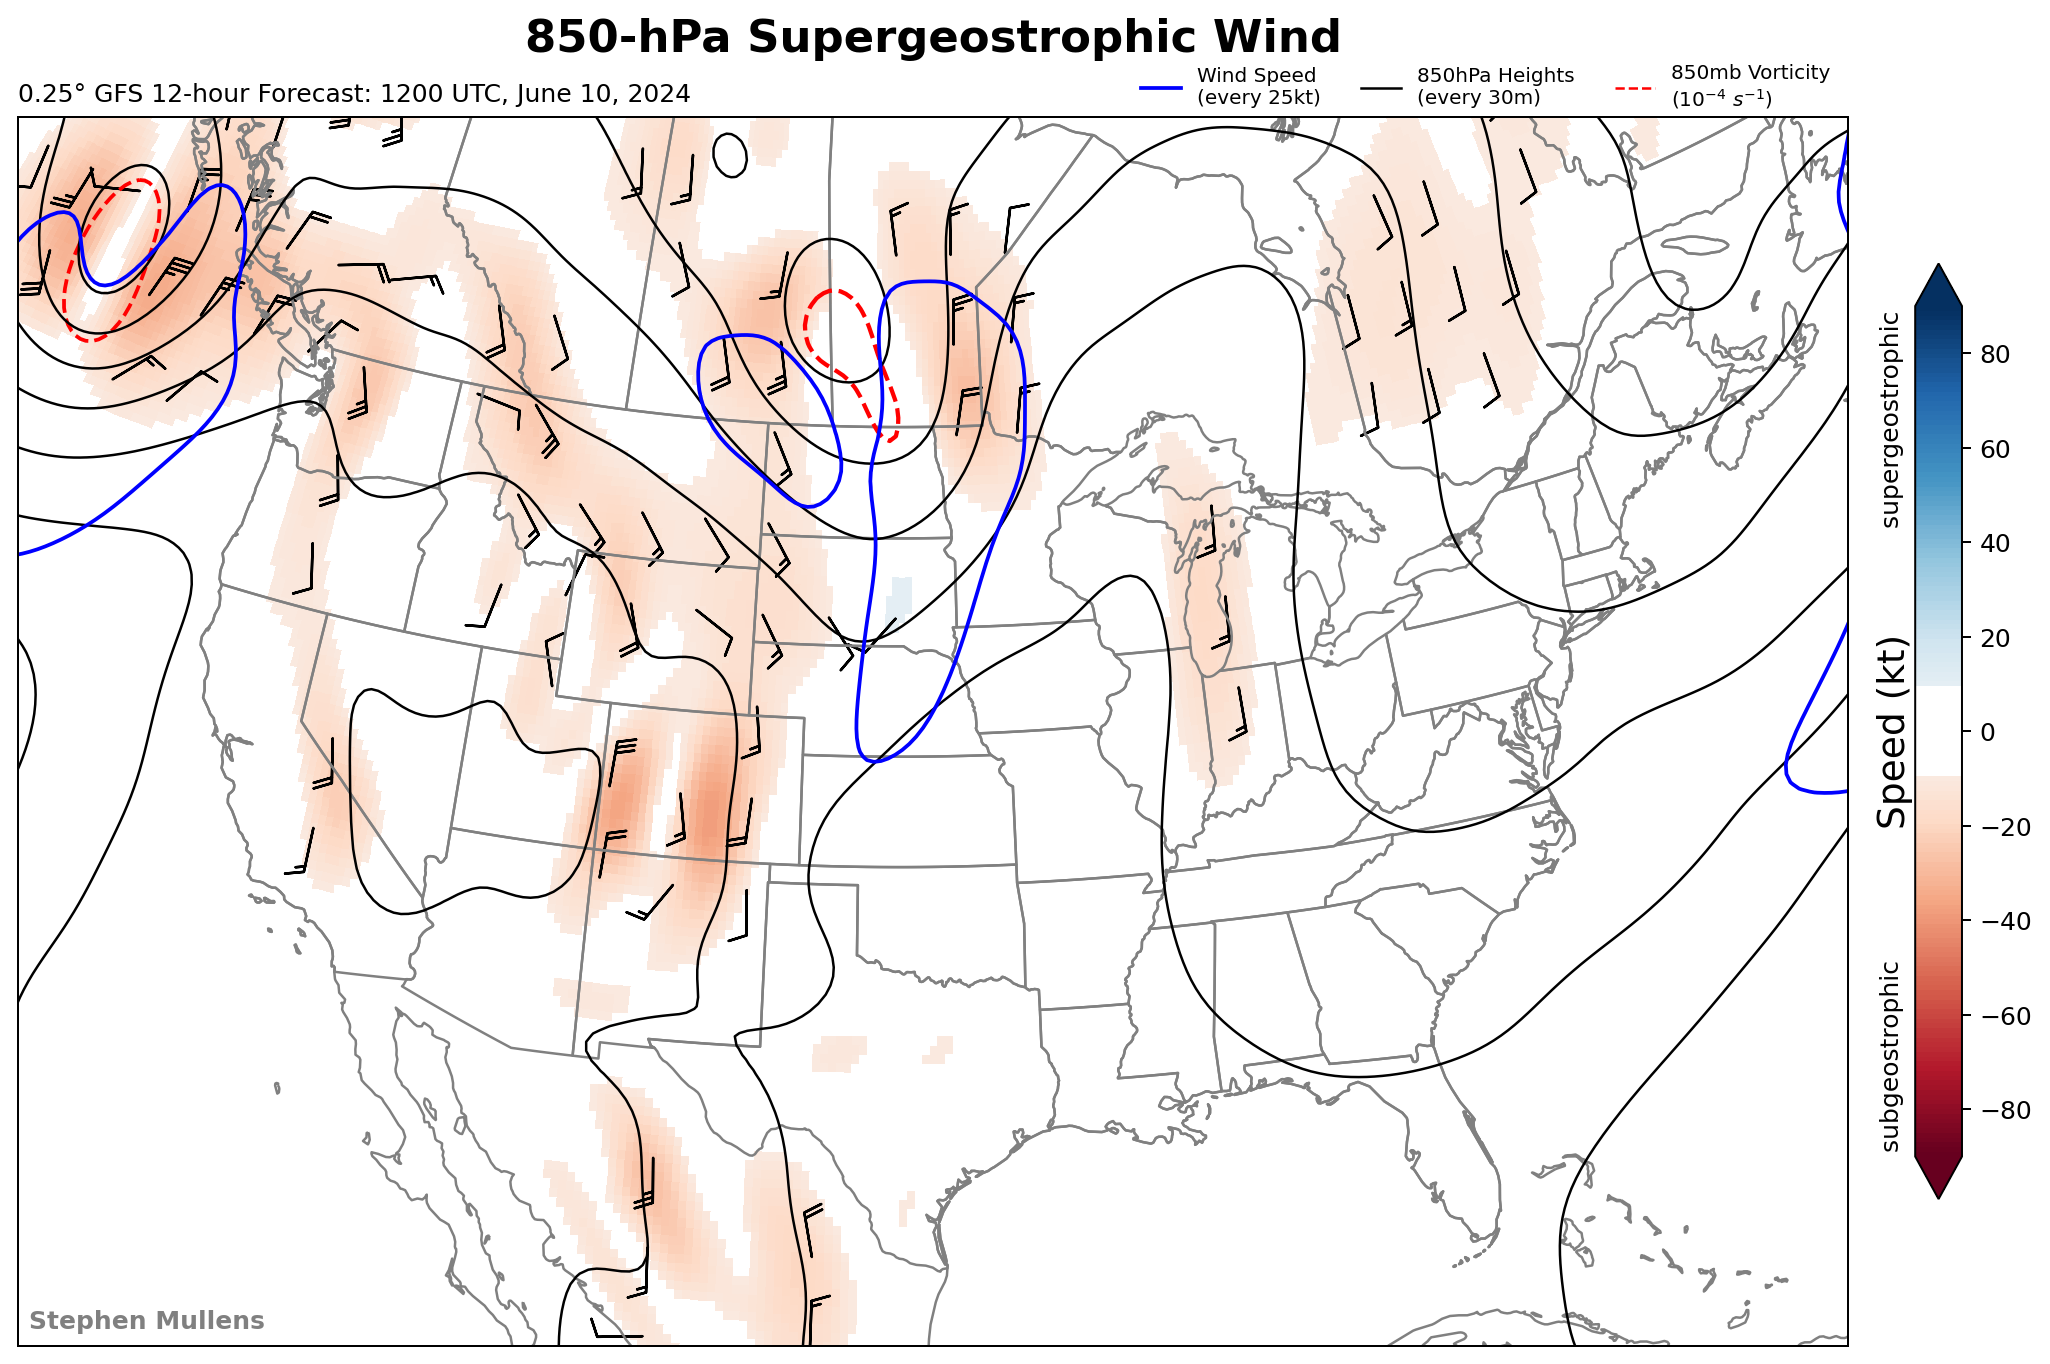 850-hPa Supergeostrophic Wind
0.25° GFS 12-hour Forecast: 1200 UTC, June 10, 2024
Wind Speed
(every 25kt)
850hPa Heights
(every 30m)
850mb Vorticity
(10⁻⁴ s⁻¹)
supergeostrophic
Speed (kt)
subgeostrophic
80
60
40
20
0
−20
−40
−60
−80
Stephen Mullens